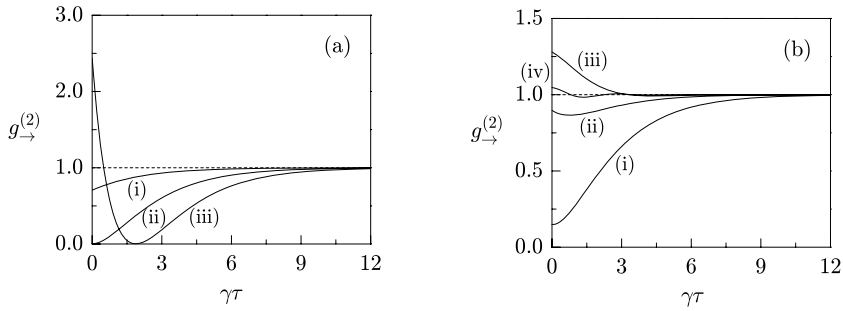 3.0
(a)
2.0
g→(2)
1.0
(i)
(ii)
(iii)
0.0
0 3 6 9 12
γτ
1.5
(b)
(iii)
(iv)
1.0
(ii)
g→(2)
(i)
0.5
0.0
0 3 6 9 12
γτ